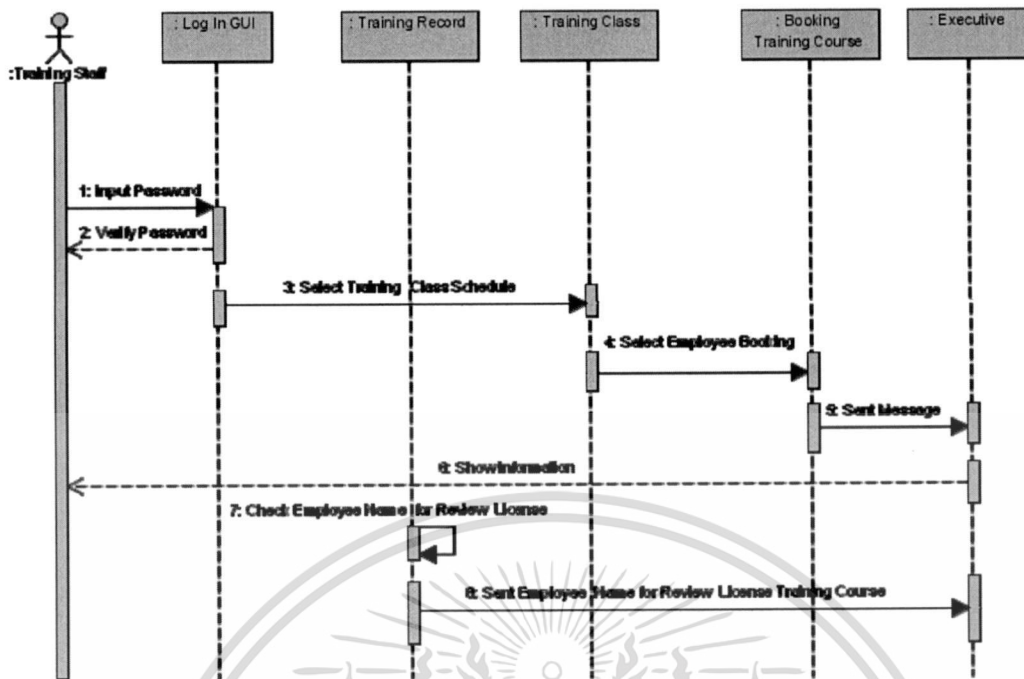 : Log In GUI
: Training Record
: Training Class
: Booking
Training Course
: Executive
:Training Staff
1: Input Password
2: Verify Password
3: Select Training Class Schedule
4: Select Employee Booking
5: Sent Message
6: Show Information
7: Check Employee Name for Review License
8: Sent Employee Name for Review License Training Course